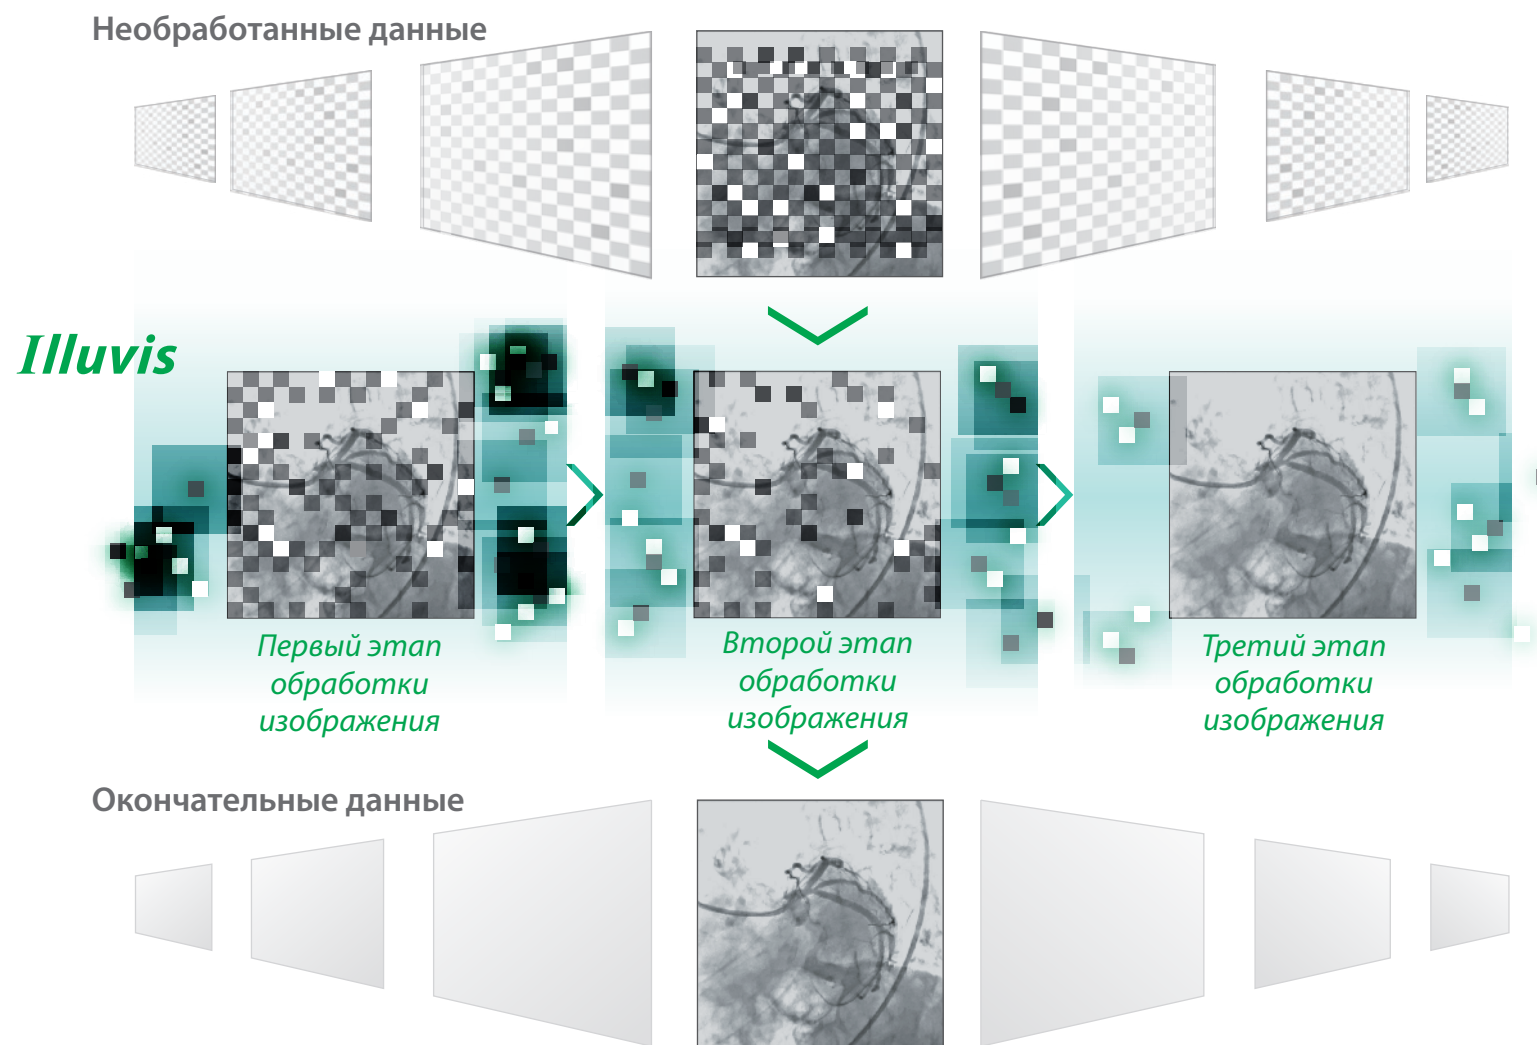 Необработанные данные
Illuvis
Первый этап
обработки
изображения
Второй этап
обработки
изображения
Третий этап
обработки
изображения
Окончательные данные